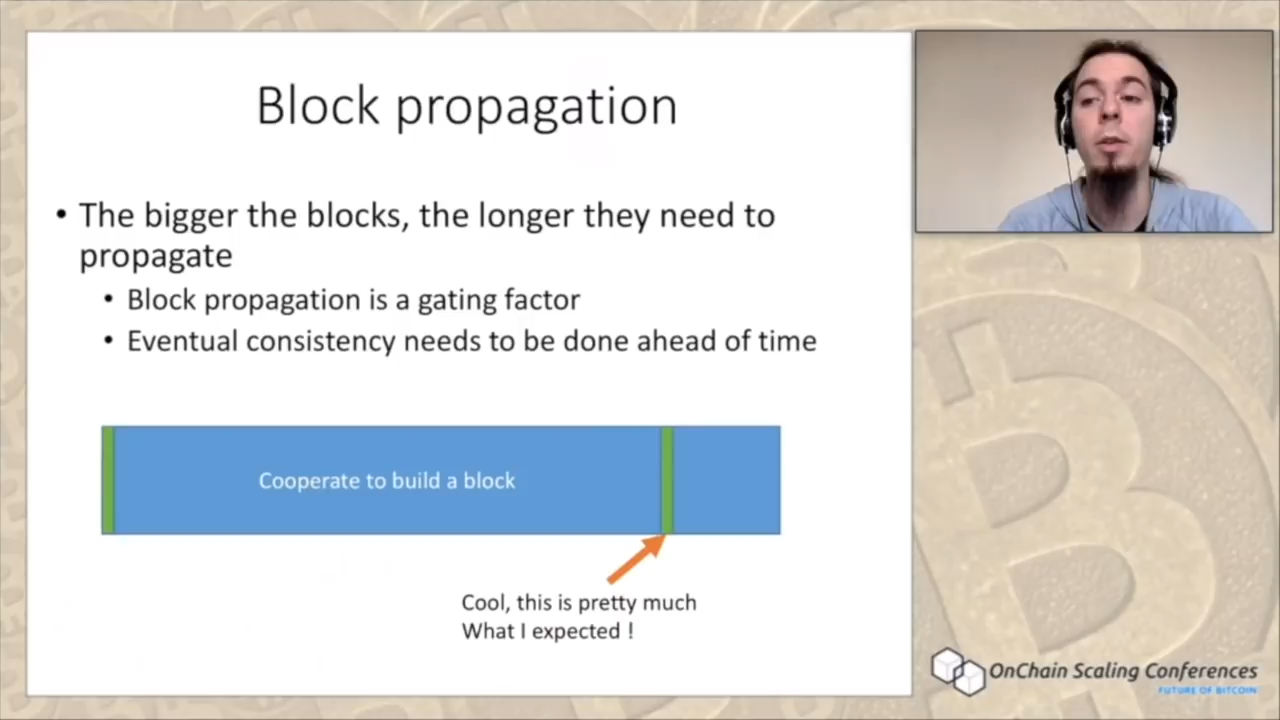 Block propagation
• The bigger the blocks, the longer they need to
propagate
• Block propagation is a gating factor
• Eventual consistency needs to be done ahead of time
Cooperate to build a block
Cool, this is pretty much
What I expected !
OnChain Scaling Conferences
FUTURE OF BITCOIN